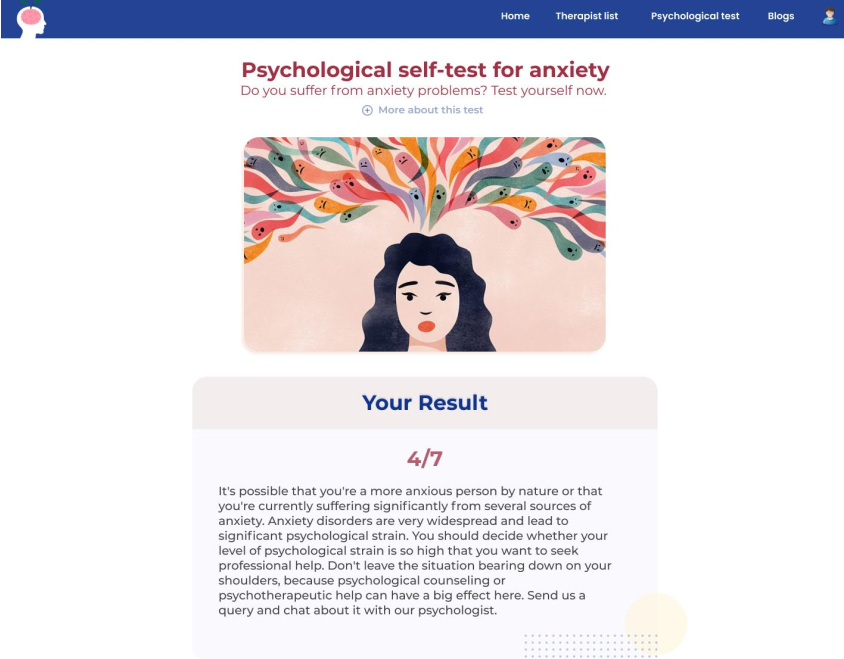 Home Therapist list Psychological test Blogs
Psychological self-test for anxiety
Do you suffer from anxiety problems? Test yourself now.
More about this test
Your Result
4/7
It's possible that you're a more anxious person by nature or that
you're currently suffering significantly from several sources of
anxiety. Anxiety disorders are very widespread and lead to
significant psychological strain. You should decide whether your
level of psychological strain is so high that you want to seek
professional help. Don't leave the situation bearing down on your
shoulders, because psychological counseling or
psychotherapeutic help can have a big effect here. Send us a
query and chat about it with our psychologist.